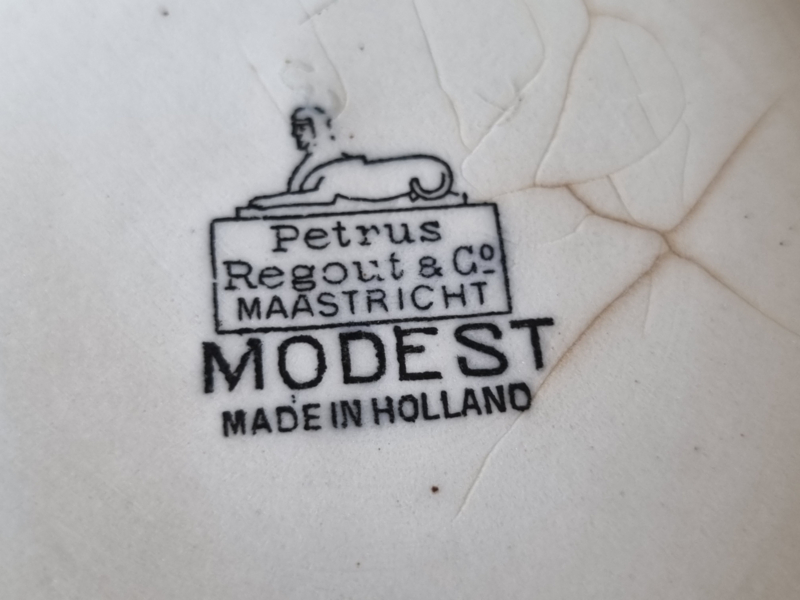 Petrus
Regout & Cº
MAASTRICHT
MODEST
MADE IN HOLLAND